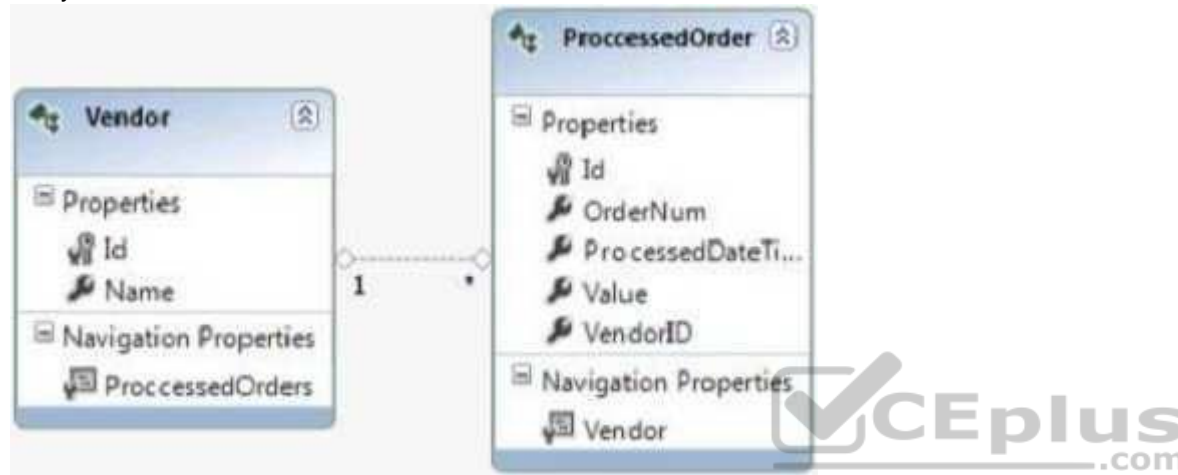 Vendor
Properties
Id
Name
Navigation Properties
ProccessedOrders
1
*
ProccessedOrder
Properties
Id
OrderNum
ProcessedDateTi...
Value
VendorID
Navigation Properties
Vendor
CEplus
.com